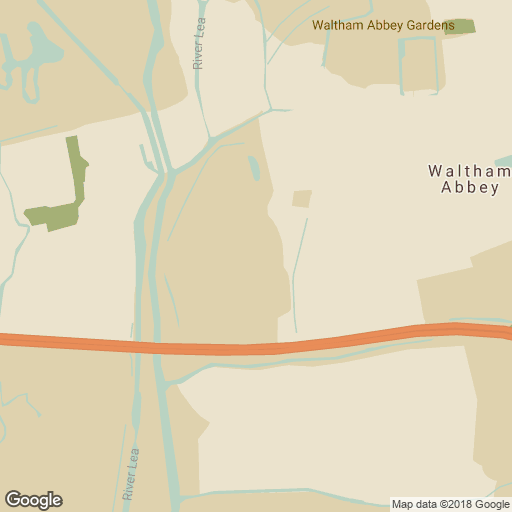 Waltham Abbey Gardens
River Lea
Waltham
Abbey
River Lea
Google
Map data ©2018 Google